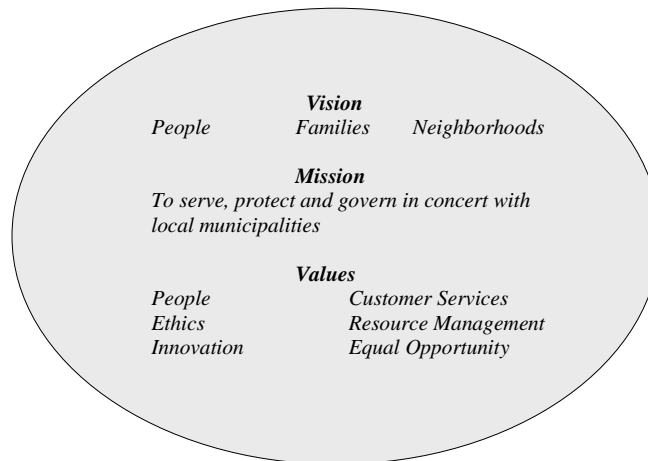 Vision
People Families Neighborhoods
Mission
To serve, protect and govern in concert with
local municipalities
Values
People Customer Services
Ethics Resource Management
Innovation Equal Opportunity